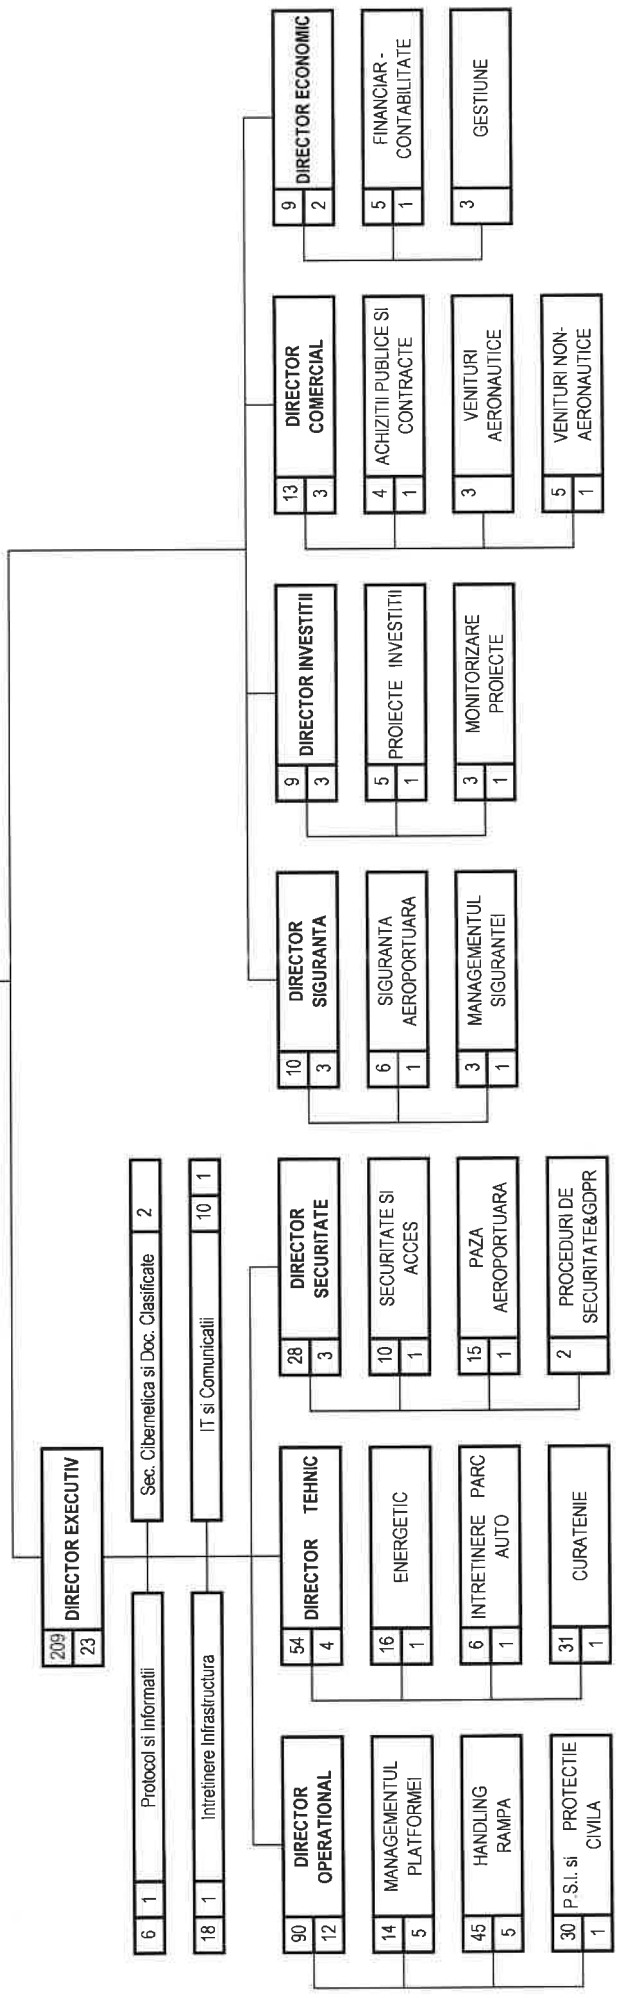 209
23
DIRECTOR EXECUTIV
6
1
Protocol si Informatii
Sec. Cibernetica si Doc. Clasificate
2
18
1
Intretinere Infrastructura
IT si Comunicatii
10
1
90
12
DIRECTOR
OPERATIONAL
14
5
MANAGEMENTUL
PLATFORMEI
45
5
HANDLING
RAMPA
30
1
P.S.I. si PROTECTIE
CIVILA
54
4
DIRECTOR TEHNIC
16
1
ENERGETIC
6
1
INTRETINERE PARC
AUTO
31
1
CURATENIE
28
3
DIRECTOR
SECURITATE
10
1
SECURITATE SI
ACCES
15
1
PAZA
AEROPORTUARA
2
PROCEDURI DE
SECURITATE&GDPR
10
3
DIRECTOR
SIGURANTA
6
1
SIGURANTA
AEROPORTUARA
3
1
MANAGEMENTUL
SIGURANTEI
9
3
DIRECTOR INVESTITII
5
1
PROIECTE INVESTITII
3
1
MONITORIZARE
PROIECTE
13
3
DIRECTOR
COMERCIAL
4
1
ACHIZITII PUBLICE SI
CONTRACTE
3
VENITURI
AERONAUTICE
5
1
VENITURI NON-
AERONAUTICE
9
2
DIRECTOR ECONOMIC
5
1
FINANCIAR -
CONTABILITATE
3
GESTIUNE